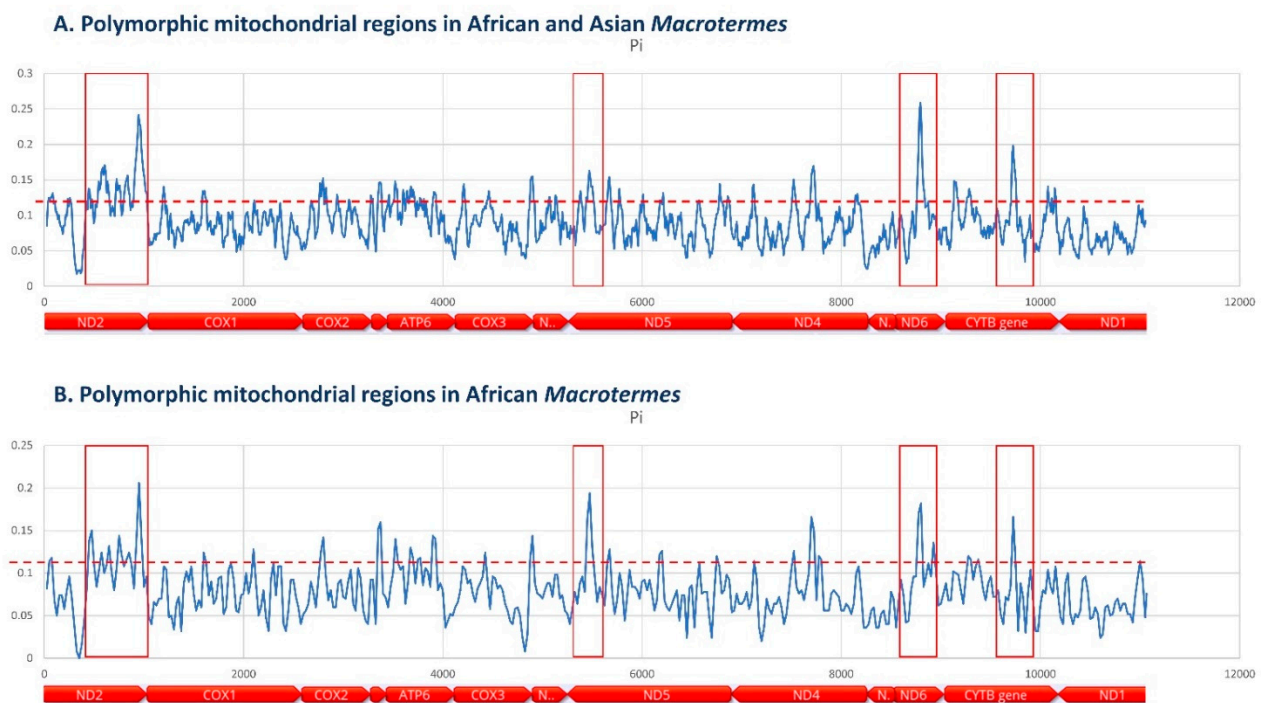 A. Polymorphic mitochondrial regions in African and Asian Macrotermes
Pi
0.3
0.25
0.2
0.15
0.1
0.05
0
0 2000 4000 6000 8000 10000 12000
ND2 COX1 COX2 ATP6 COX3 N.. ND5 ND4 N. ND6 CYTB gene ND1
B. Polymorphic mitochondrial regions in African Macrotermes
Pi
0.25
0.2
0.15
0.1
0.05
0
0 2000 4000 6000 8000 10000 12000
ND2 COX1 COX2 ATP6 COX3 N.. ND5 ND4 N. ND6 CYTB gene ND1